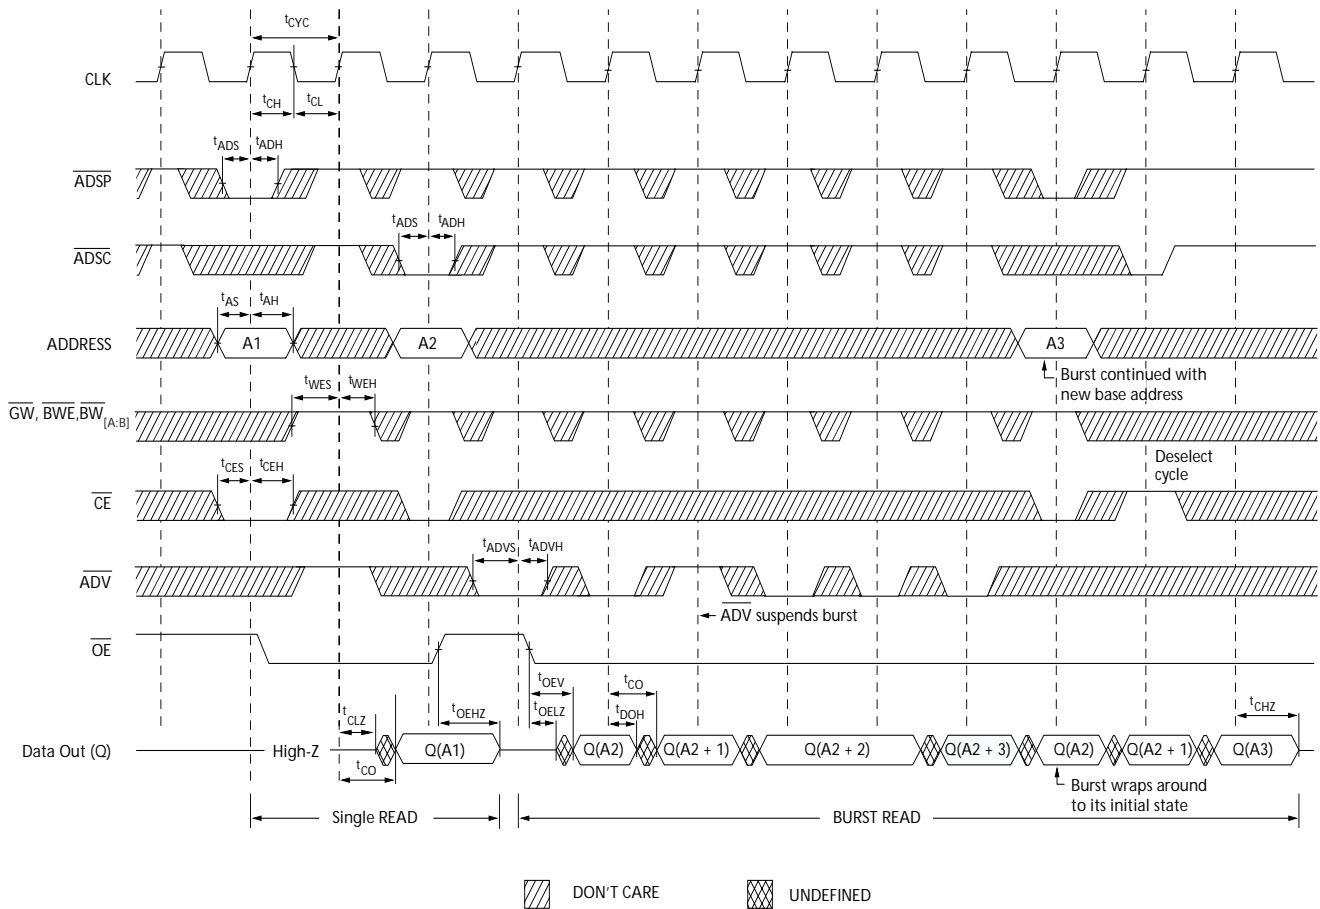 tCYC
CLK
tCH
tCL
tADS
tADH
ADSP
tADS
tADH
ADSC
tAS
tAH
ADDRESS
A1
A2
A3
Burst continued with
new base address
tWES
tWEH
GW, BWE,BW[A:B]
Deselect
cycle
tCES
tCEH
CE
tADVS
tADVH
ADV
ADV suspends burst
OE
tOEV
tCO
tCLZ
tOEHZ
tOELZ
tDOH
tCHZ
Data Out (Q)
High-Z
Q(A1)
Q(A2)
Q(A2 + 1)
Q(A2 + 2)
Q(A2 + 3)
Q(A2)
Q(A2 + 1)
Q(A3)
tCO
Burst wraps around
to its initial state
Single READ
BURST READ
DON'T CARE
UNDEFINED